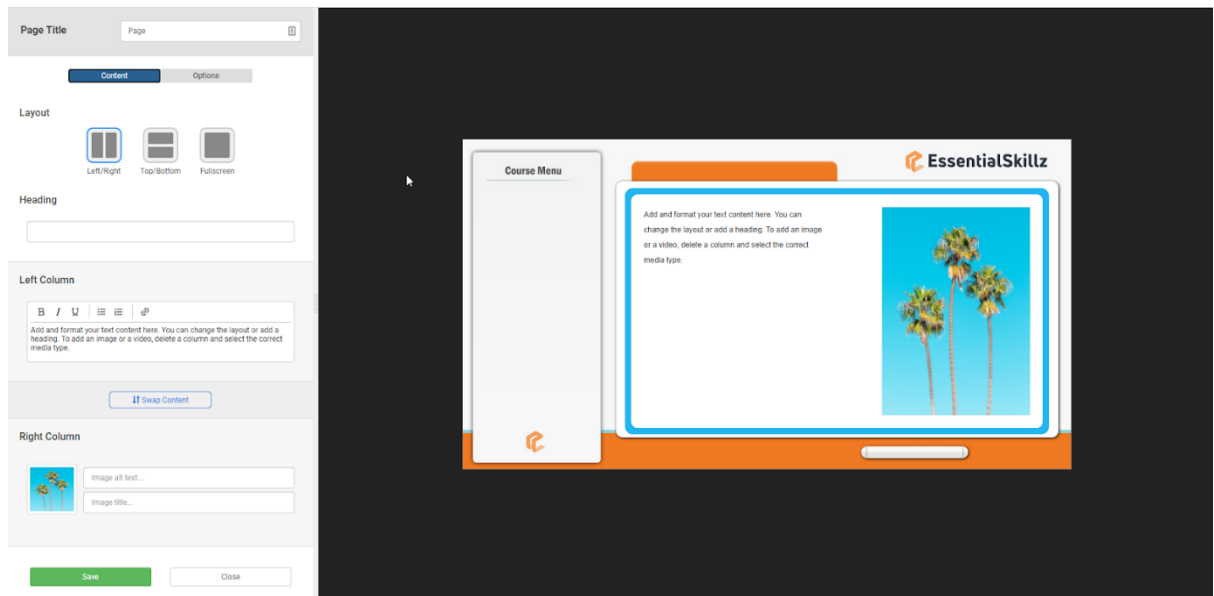 Page Title
Page
Content
Options
Layout
Left/Right
Top/Bottom
Fullscreen
Heading
Left Column
B I U
Add and format your text content here. You can change the layout or add a
heading. To add an image or a video, delete a column and select the correct
media type.
Swap Content
Right Column
Image alt text...
Image title...
Save
Close
Course Menu
EssentialSkillz
Add and format your text content here. You can
change the layout or add a heading. To add an image
or a video, delete a column and select the correct
media type.